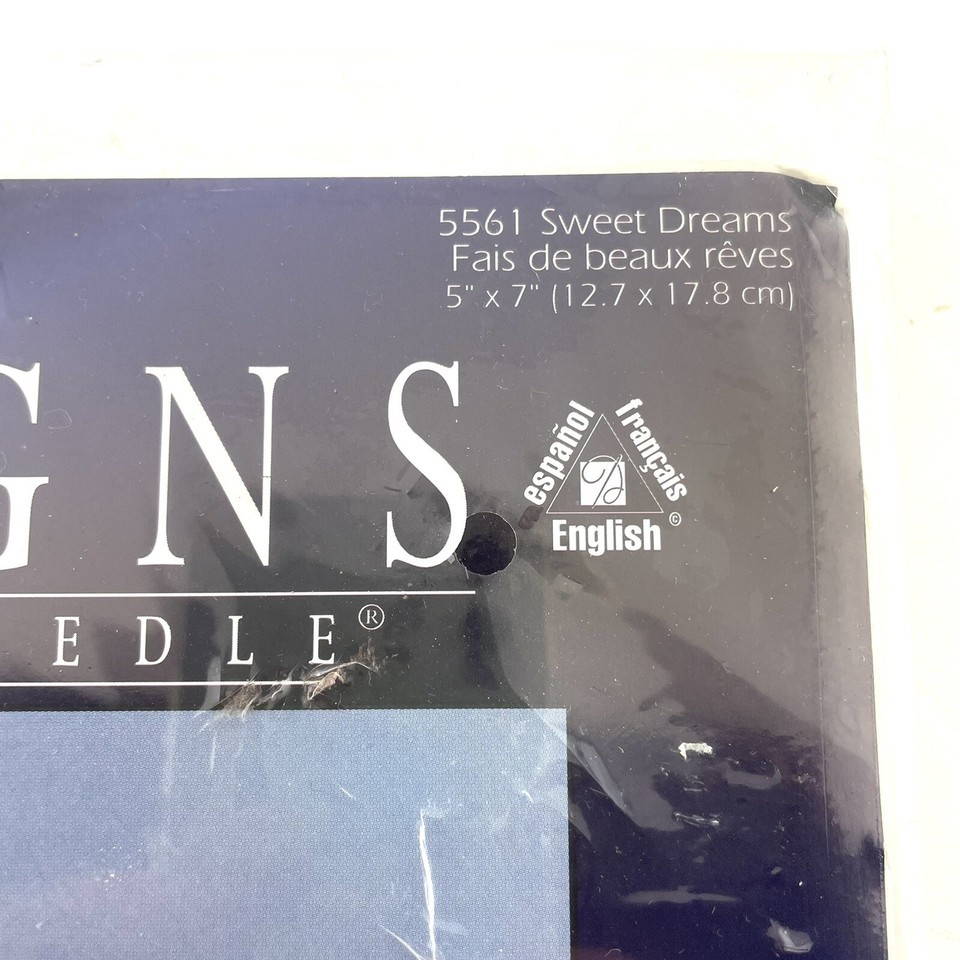 5561 Sweet Dreams
Fais de beaux rêves
5" x 7" (12.7 x 17.8 cm)
GNS
EDLE®
español
français
English ©